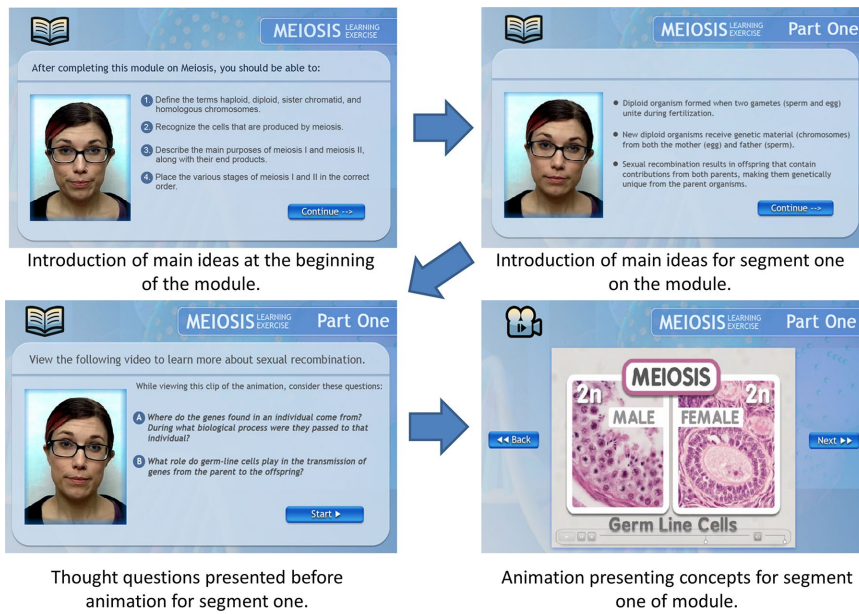 MEIOSIS LEARNING EXERCISE
After completing this module on Meiosis, you should be able to:
1. Define the terms haploid, diploid, sister chromatid, and
homologous chromosomes.
2. Recognize the cells that are produced by meiosis.
3. Describe the main purposes of meiosis I and meiosis II,
along with their end products.
4. Place the various stages of meiosis I and II in the correct
order.
Continue -->
Introduction of main ideas at the beginning
of the module.
MEIOSIS LEARNING EXERCISE Part One
• Diploid organism formed when two gametes (sperm and egg)
unite during fertilization.
• New diploid organisms receive genetic material (chromosomes)
from both the mother (egg) and father (sperm).
• Sexual recombination results in offspring that contain
contributions from both parents, making them genetically
unique from the parent organisms.
Continue -->
Introduction of main ideas for segment one
on the module.
MEIOSIS LEARNING EXERCISE Part One
View the following video to learn more about sexual recombination.
While viewing this clip of the animation, consider these questions:
A Where do the genes found in an individual come from?
During what biological process were they passed to that
individual?
B What role do germ-line cells play in the transmission of
genes from the parent to the offspring?
Start
Thought questions presented before
animation for segment one.
MEIOSIS LEARNING EXERCISE Part One
MEIOSIS
2n 2n
MALE FEMALE
Back
Next
Germ Line Cells
Animation presenting concepts for segment
one of module.